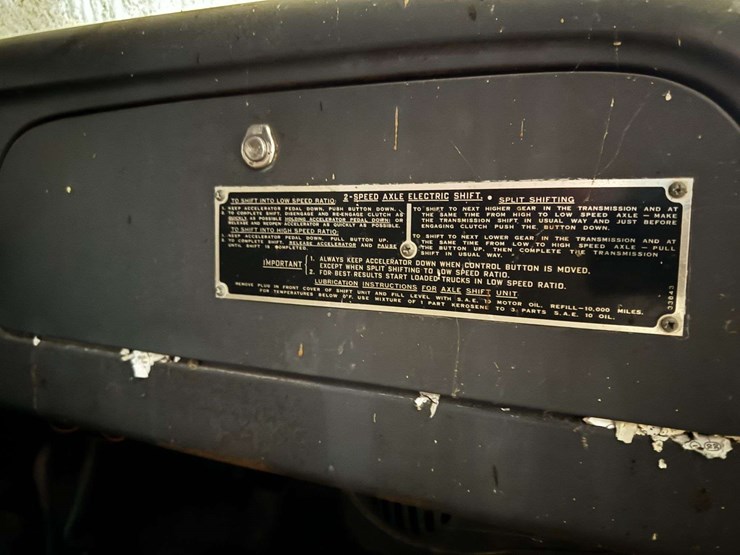 2-SPEED AXLE ELECTRIC SHIFT.
TO SHIFT INTO LOW SPEED RATIO:
1. KEEP ACCELERATOR PEDAL DOWN, PUSH BUTTON DOWN.
2. TO COMPLETE SHIFT, DISENGAGE AND RE-ENGAGE CLUTCH AS
QUICKLY AS POSSIBLE HOLDING ACCELERATOR PEDAL DOWN: OR
RELEASE AND REOPEN ACCELERATOR AS QUICKLY AS POSSIBLE.
TO SHIFT INTO HIGH SPEED RATIO:
1. KEEP ACCELERATOR PEDAL DOWN, PULL BUTTON UP.
2. TO COMPLETE SHIFT, RELEASE ACCELERATOR AND PAUSE
UNTIL SHIFT IS COMPLETED.
SPLIT SHIFTING
TO SHIFT TO NEXT HIGHER GEAR IN THE TRANSMISSION AND AT
THE SAME TIME FROM HIGH TO LOW SPEED AXLE – MAKE
THE TRANSMISSION SHIFT IN USUAL WAY AND JUST BEFORE
ENGAGING CLUTCH PUSH THE BUTTON DOWN.
TO SHIFT TO NEXT LOWER GEAR IN THE TRANSMISSION AND AT
THE SAME TIME FROM LOW TO HIGH SPEED AXLE – PULL
THE BUTTON UP, THEN COMPLETE THE TRANSMISSION
SHIFT IN USUAL WAY.
IMPORTANT
1. ALWAYS KEEP ACCELERATOR DOWN WHEN CONTROL BUTTON IS MOVED,
EXCEPT WHEN SPLIT SHIFTING TO LOW SPEED RATIO.
2. FOR BEST RESULTS START LOADED TRUCKS IN LOW SPEED RATIO.
LUBRICATION INSTRUCTIONS FOR AXLE SHIFT UNIT
REMOVE PLUG IN FRONT COVER OF SHIFT UNIT AND FILL LEVEL WITH S.A.E. 10 MOTOR OIL. REFILL–10,000 MILES.
FOR TEMPERATURES BELOW 0°F. USE MIXTURE OF 1 PART KEROSENE TO 3 PARTS S.A.E. 10 OIL.